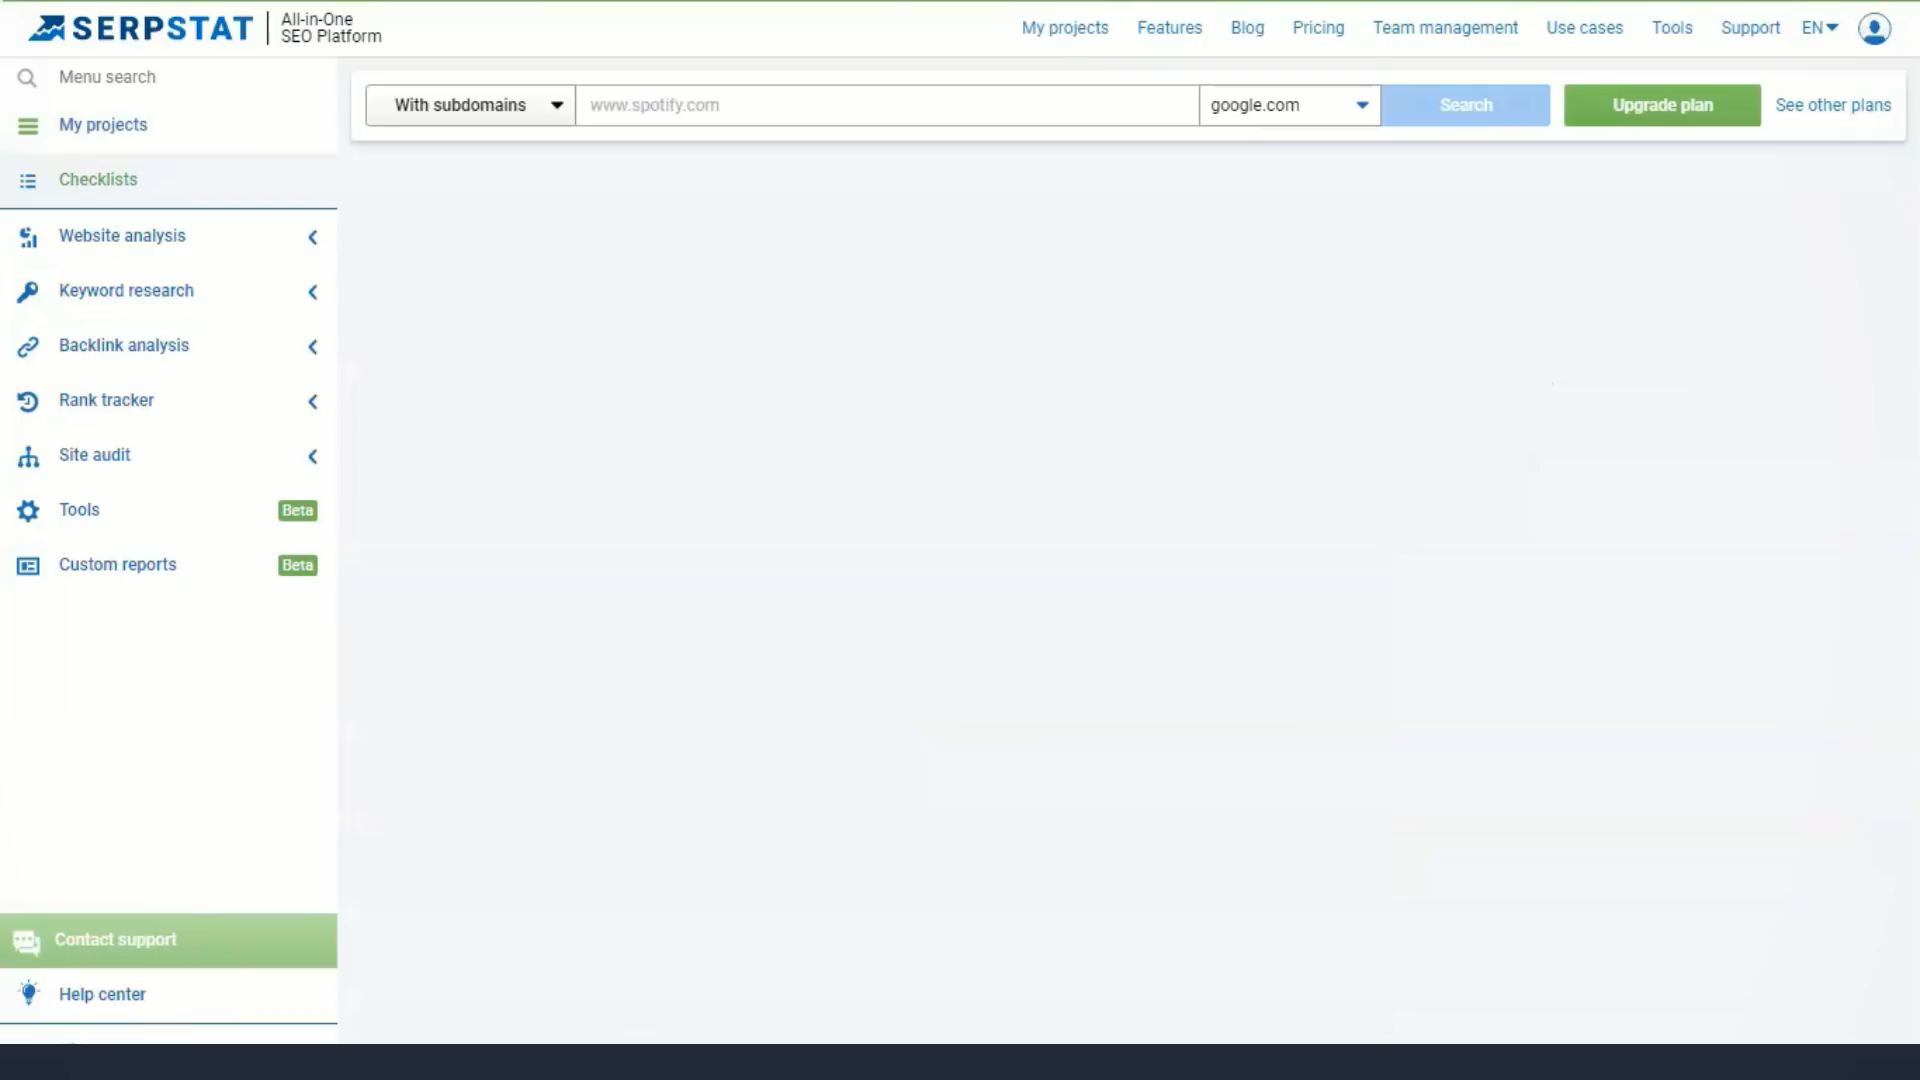 SERPSTAT
All-in-One
SEO Platform
My projects
Features
Blog
Pricing
Team management
Use cases
Tools
Support
EN
Menu search
My projects
Checklists
Website analysis
Keyword research
Backlink analysis
Rank tracker
Site audit
Tools
Beta
Custom reports
Beta
Contact support
Help center
With subdomains
www.spotify.com
google.com
Search
Upgrade plan
See other plans